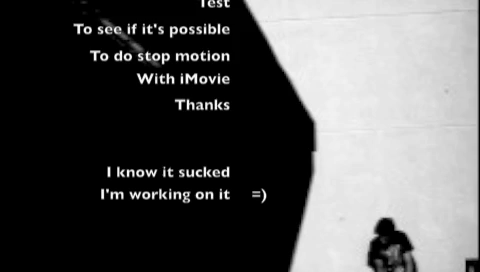 Test
To see if it's possible
To do stop motion
With iMovie
Thanks
I know it sucked
I'm working on it =)